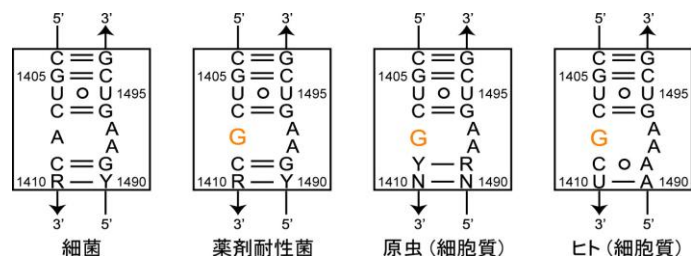 5’ 3’
C G
1405 G C
U U 1495
C G
A
A A
C G
1410 R Y 1490
3’ 5’
細菌
5’ 3’
C G
1405 G C
U U 1495
C G
A
G A
C G
1410 R Y 1490
3’ 5’
薬剤耐性菌
5’ 3’
C G
1405 G C
U U 1495
C G
A
G A
Y R
1410 N N 1490
3’ 5’
原虫（細胞質）
5’ 3’
C G
1405 G C
U U 1495
C G
A
G A
C A
1410 U A 1490
3’ 5’
ヒト（細胞質）